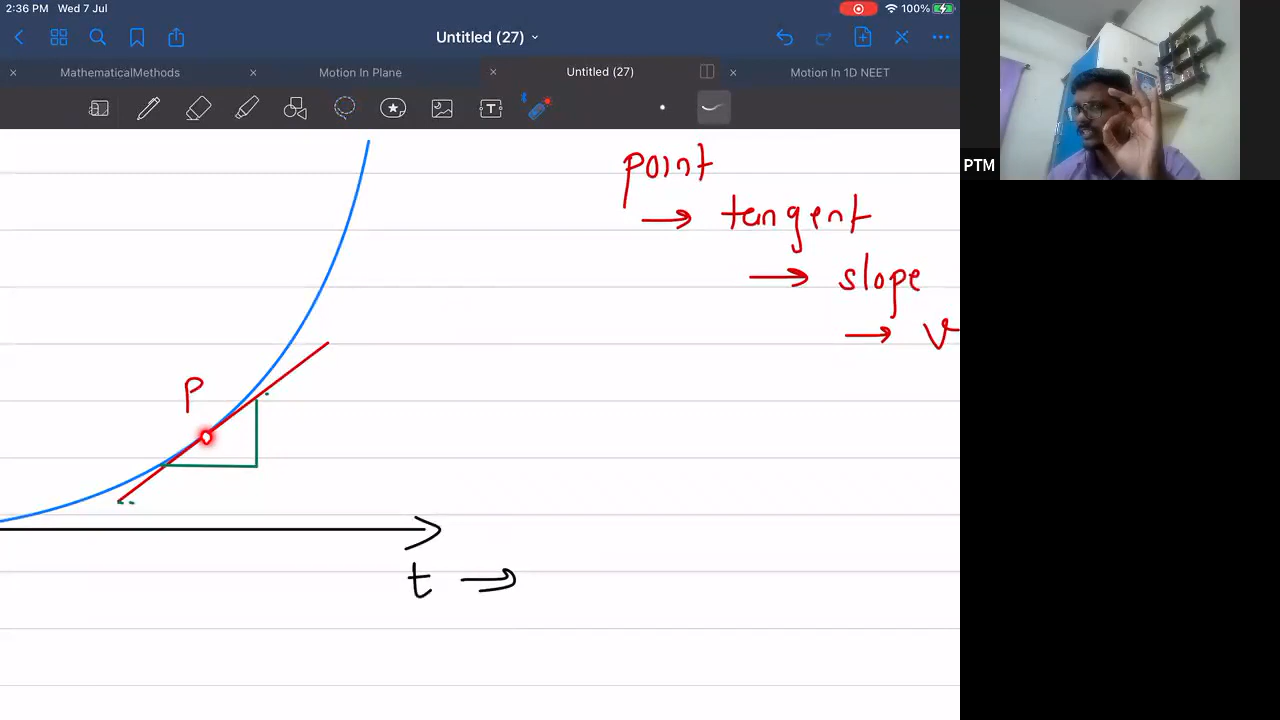 2:36 PM Wed 7 Jul
100%
Untitled (27)
MathematicalMethods
Motion In Plane
Untitled (27)
Motion In 1D NEET
T
point
→ tangent
→ slope
→ v
P
t →
PTM